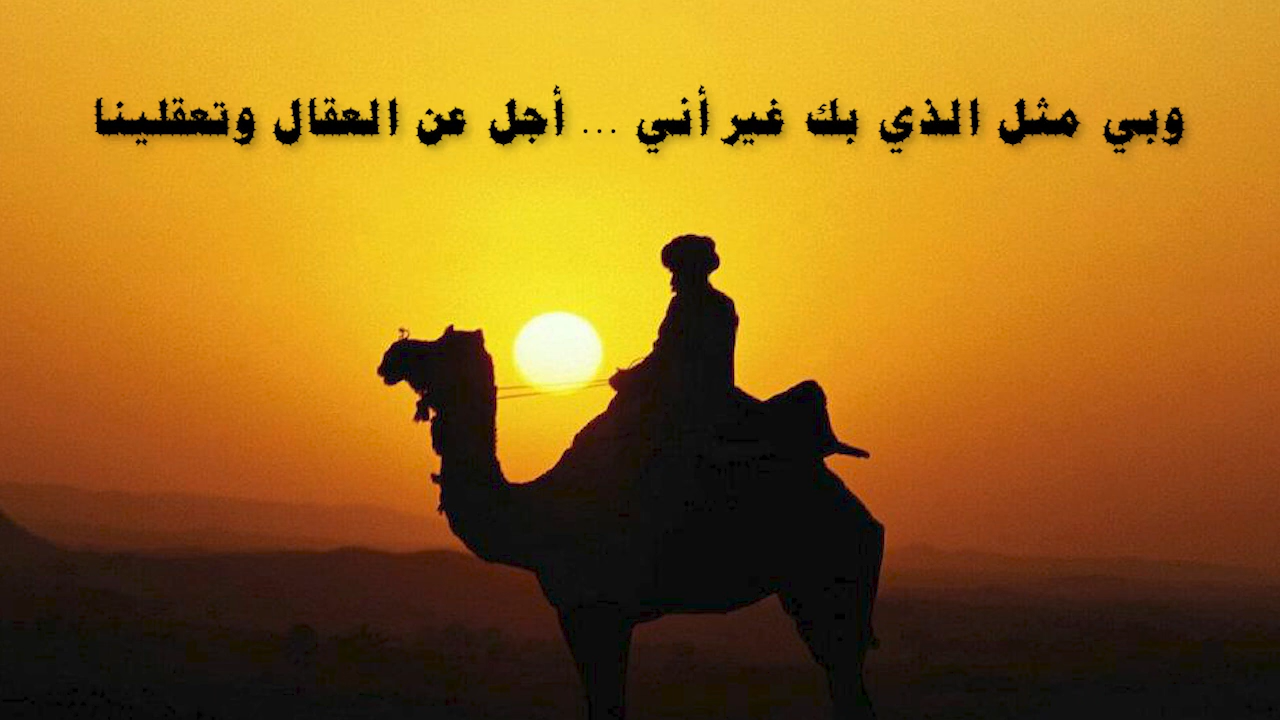 وبي مثل الذي بك غير أني ... أجل عن العقال وتعقلينا